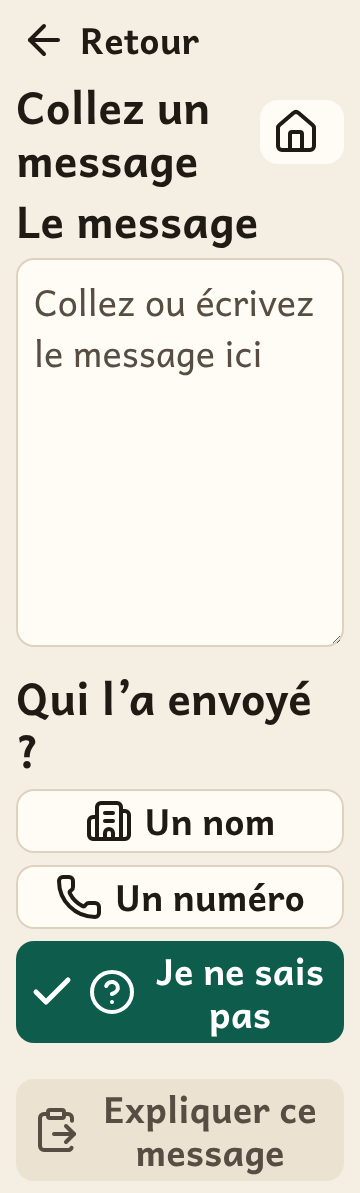 Retour
Collez un
message
Le message
Collez ou écrivez
le message ici
Qui l’a envoyé
?
Un nom
Un numéro
Je ne sais
pas
Expliquer ce
message